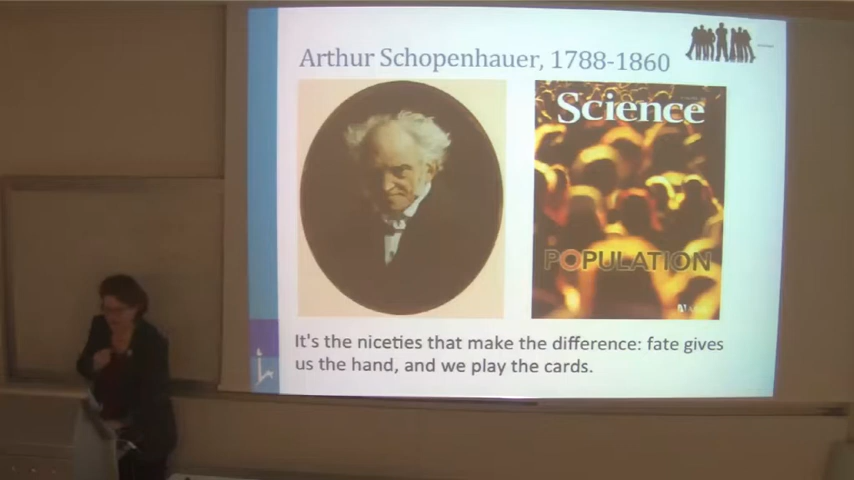 Arthur Schopenhauer, 1788-1860
Science
POPULATION
It's the niceties that make the difference: fate gives
us the hand, and we play the cards.